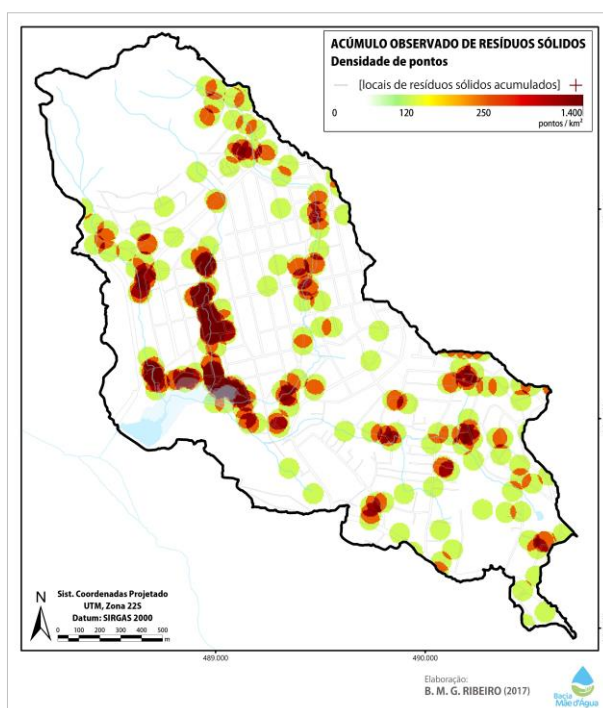 ACÚMULO OBSERVADO DE RESÍDUOS SÓLIDOS
Densidade de pontos
— [locais de resíduos sólidos acumulados] +
0 120 250 1.400
pontos / km²
N
Sist. Coordenadas Projetado
UTM, Zona 22S
Datum: SIRGAS 2000
0 100 200 300 400 500
m
489.000 490.000
Elaboração:
B. M. G. RIBEIRO (2017)
Bacia
Mãe d'Água